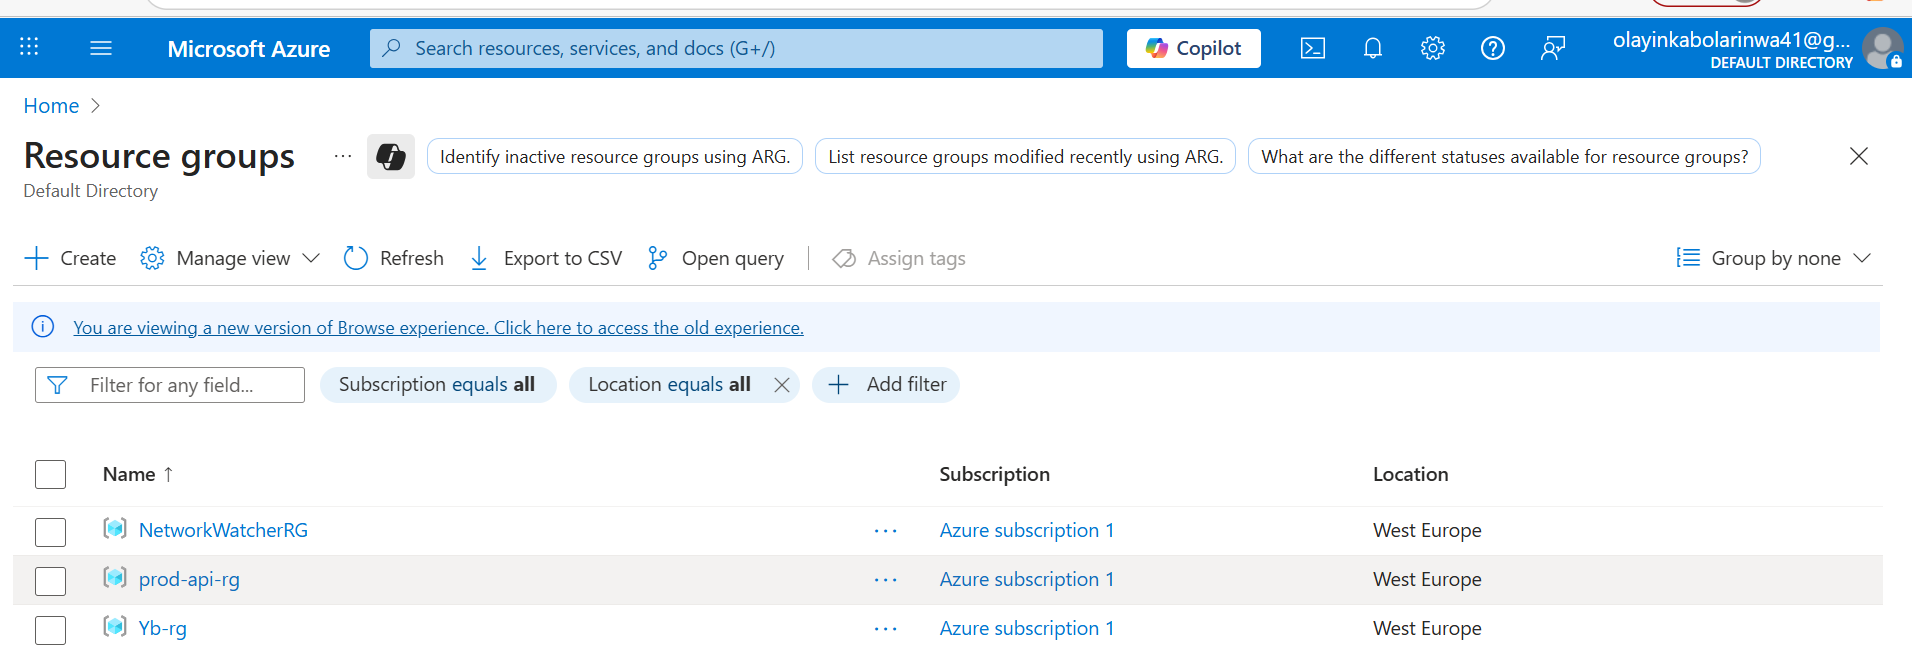 Microsoft Azure
Search resources, services, and docs (G+/)
Copilot
olayinkabolarinwa41@g...
DEFAULT DIRECTORY
Home
Resource groups
...
Identify inactive resource groups using ARG.
List resource groups modified recently using ARG.
What are the different statuses available for resource groups?
Default Directory
Create
Manage view
Refresh
Export to CSV
Open query
Assign tags
Group by none
You are viewing a new version of Browse experience. Click here to access the old experience.
Filter for any field...
Subscription equals all
Location equals all
Add filter
Name ↑ Subscription Location
NetworkWatcherRG ... Azure subscription 1 West Europe
prod-api-rg ... Azure subscription 1 West Europe
Yb-rg ... Azure subscription 1 West Europe